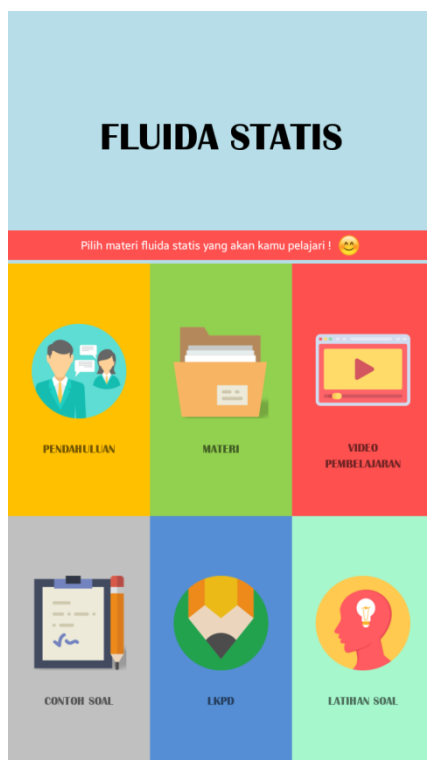 FLUIDA STATIS
Pilih materi fluida statis yang akan kamu pelajari ! 😊
PENDAHULUAN
MATERI
VIDEO
PEMBELAJARAN
CONTOH SOAL
LKPD
LATIHAN SOAL